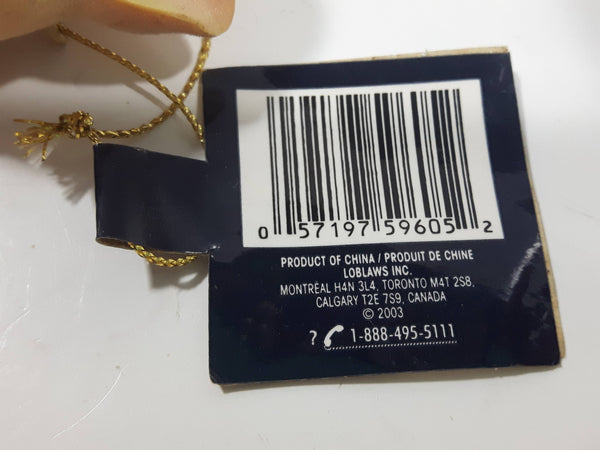 0 57197 59605 2
PRODUCT OF CHINA / PRODUIT DE CHINE
LOBLAWS INC.
MONTRÉAL H4N 3L4, TORONTO M4T 2S8,
CALGARY T2E 7S9, CANADA
© 2003
? 1-888-495-5111